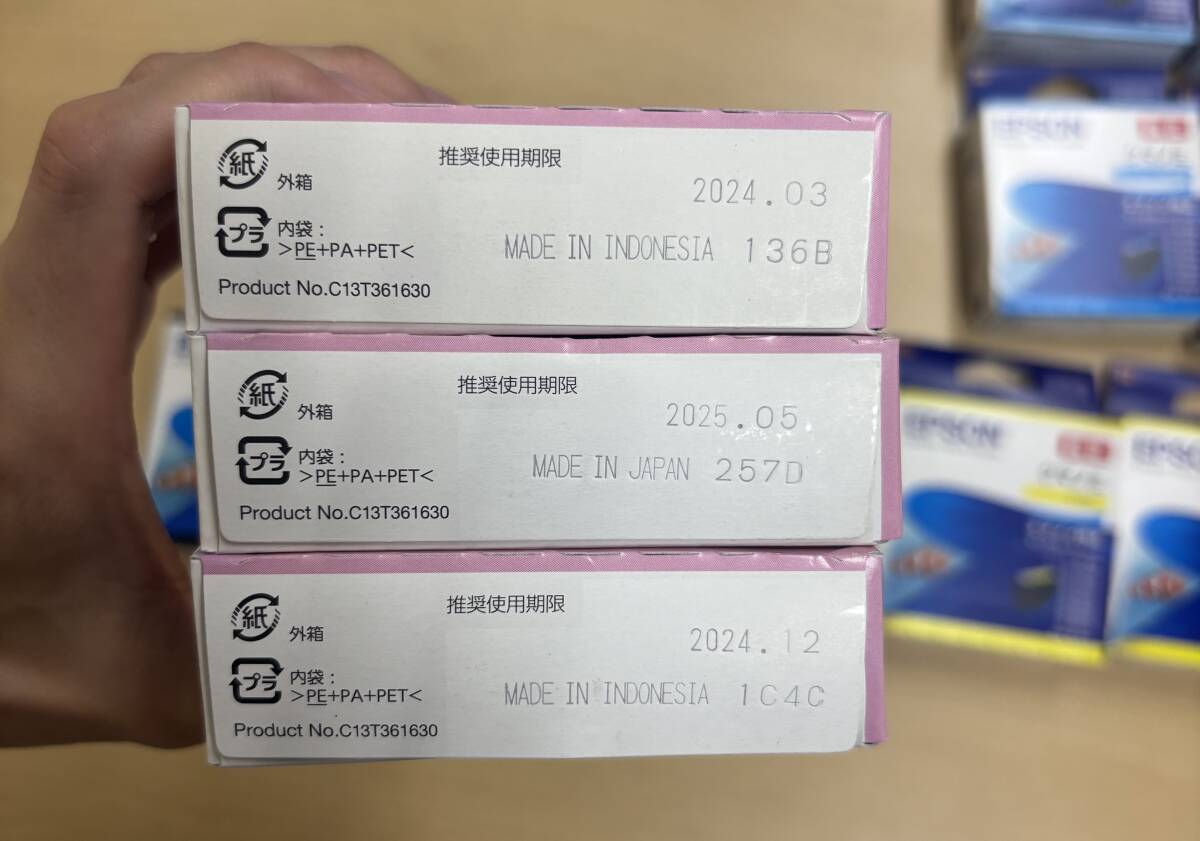 紙
外箱
推奨使用期限
2024.03
プラ
内袋：
>PE+PA+PET<
MADE IN INDONESIA 136B
Product No.C13T361630
紙
外箱
推奨使用期限
2025.05
プラ
内袋：
>PE+PA+PET<
MADE IN JAPAN 257D
Product No.C13T361630
紙
外箱
推奨使用期限
2024.12
プラ
内袋：
>PE+PA+PET<
MADE IN INDONESIA 1C4C
Product No.C13T361630
EPSON
EPSON
EPSON